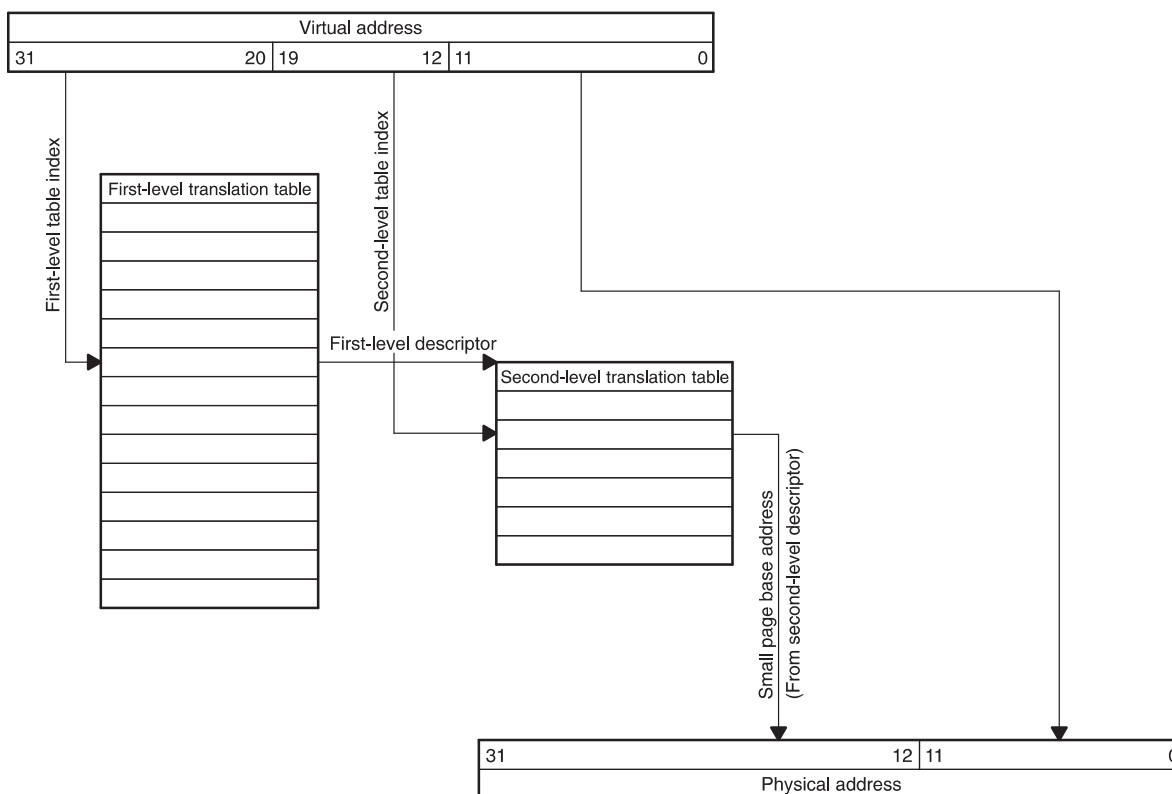 Virtual address
31 20 19 12 11 0
First-level table index
Second-level table index
First-level translation table
First-level descriptor
Second-level translation table
Small page base address
(From second-level descriptor)
31 12 11 0
Physical address